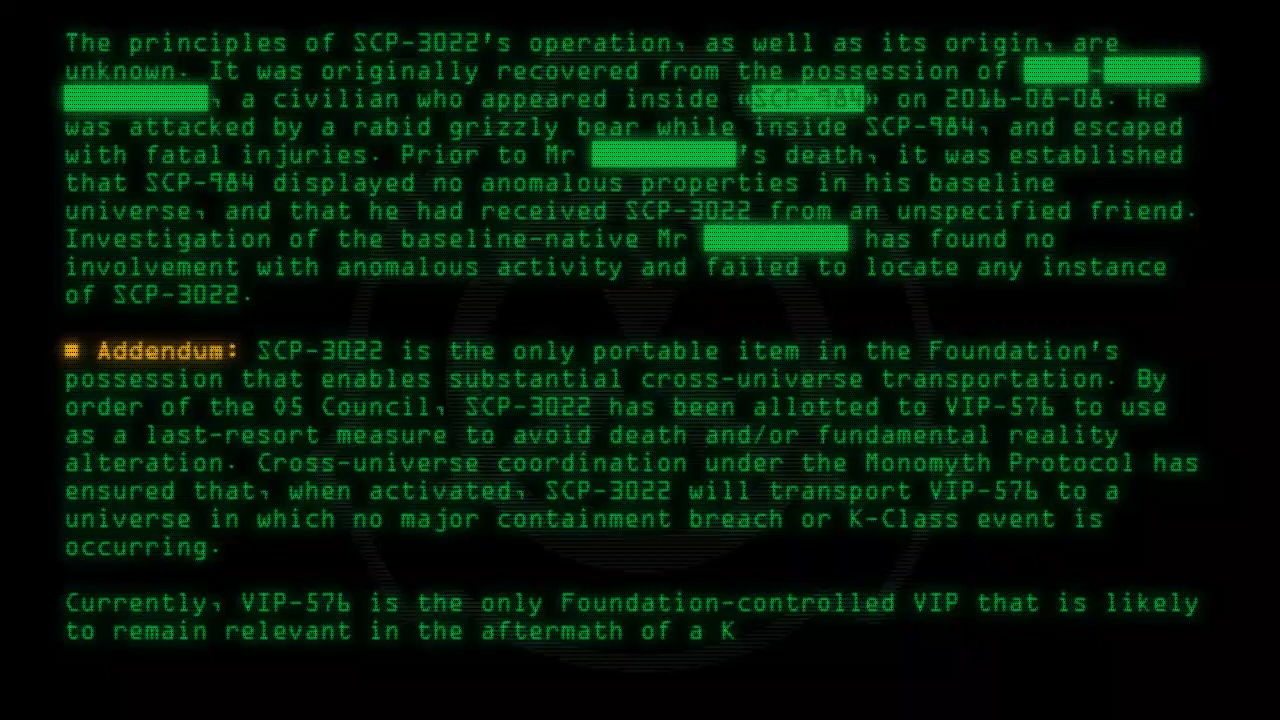 The principles of SCP-3022's operation, as well as its origin, are
unknown. It was originally recovered from the possession of ████-██████
█████████, a civilian who appeared inside «SCP-984» on 2016-08-08. He
was attacked by a rabid grizzly bear while inside SCP-984, and escaped
with fatal injuries. Prior to Mr █████████'s death, it was established
that SCP-984 displayed no anomalous properties in his baseline
universe, and that he had received SCP-3022 from an unspecified friend.
Investigation of the baseline-native Mr █████████ has found no
involvement with anomalous activity and failed to locate any instance
of SCP-3022.
■ Addendum: SCP-3022 is the only portable item in the Foundation's
possession that enables substantial cross-universe transportation. By
order of the O5 Council, SCP-3022 has been allotted to VIP-576 to use
as a last-resort measure to avoid death and/or fundamental reality
alteration. Cross-universe coordination under the Monomyth Protocol has
ensured that, when activated, SCP-3022 will transport VIP-576 to a
universe in which no major containment breach or K-Class event is
occurring.
Currently, VIP-576 is the only Foundation-controlled VIP that is likely
to remain relevant in the aftermath of a K